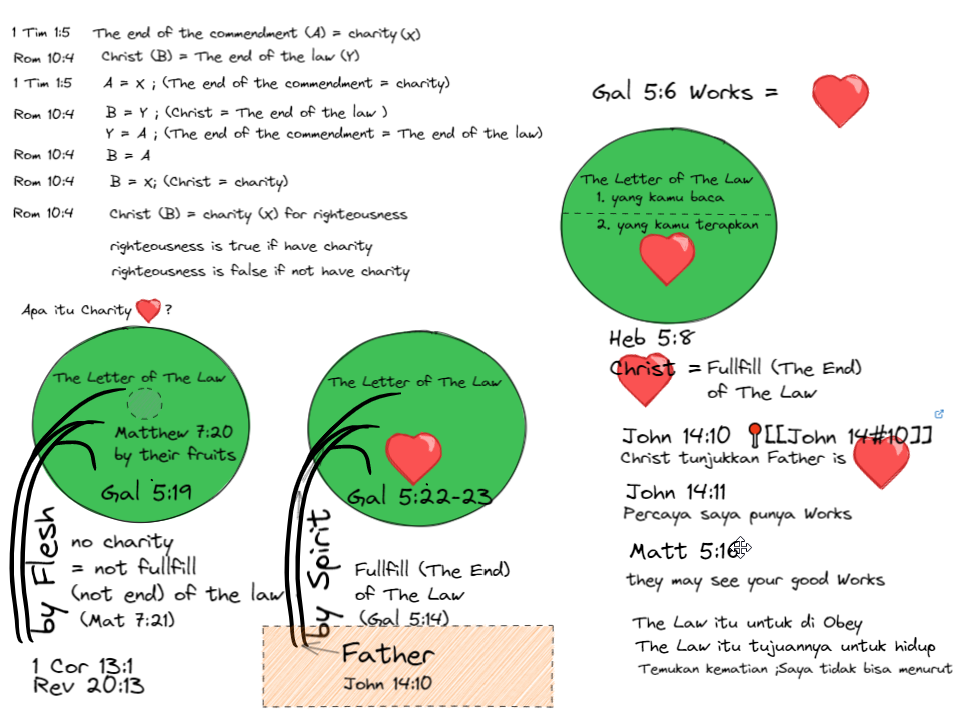 1 Tim 1:5 The end of the commendment (A) = charity (x)
Rom 10:4 Christ (B) = The end of the law (Y)
1 Tim 1:5 A = x ; (The end of the commendment = charity)
Rom 10:4 B = Y ; (Christ = The end of the law )
Y = A ; (The end of the commendment = The end of the law)
Rom 10:4 B = A
Rom 10:4 B = x; (Christ = charity)
Rom 10:4 Christ (B) = charity (x) for righteousness
righteousness is true if have charity
righteousness is false if not have charity
Apa itu Charity ?
The Letter of The Law
Matthew 7:20
by their fruits
Gal 5:19
by Flesh
no charity
= not fullfill
(not end) of the law
(Mat 7:21)
1 Cor 13:1
Rev 20:13
The Letter of The Law
Gal 5:22-23
by Spirit
Fullfill (The End)
of The Law
(Gal 5:14)
Father
John 14:10
Gal 5:6 Works =
The Letter of The Law
1. yang kamu baca
2. yang kamu terapkan
Heb 5:8
Christ = Fullfill (The End)
of The Law
John 14:10 [[John 14#10]]
Christ tunjukkan Father is
John 14:11
Percaya saya punya Works
Matt 5:16
they may see your good Works
The Law itu untuk di Obey
The Law itu tujuannya untuk hidup
Temukan kematian ;Saya tidak bisa menurut